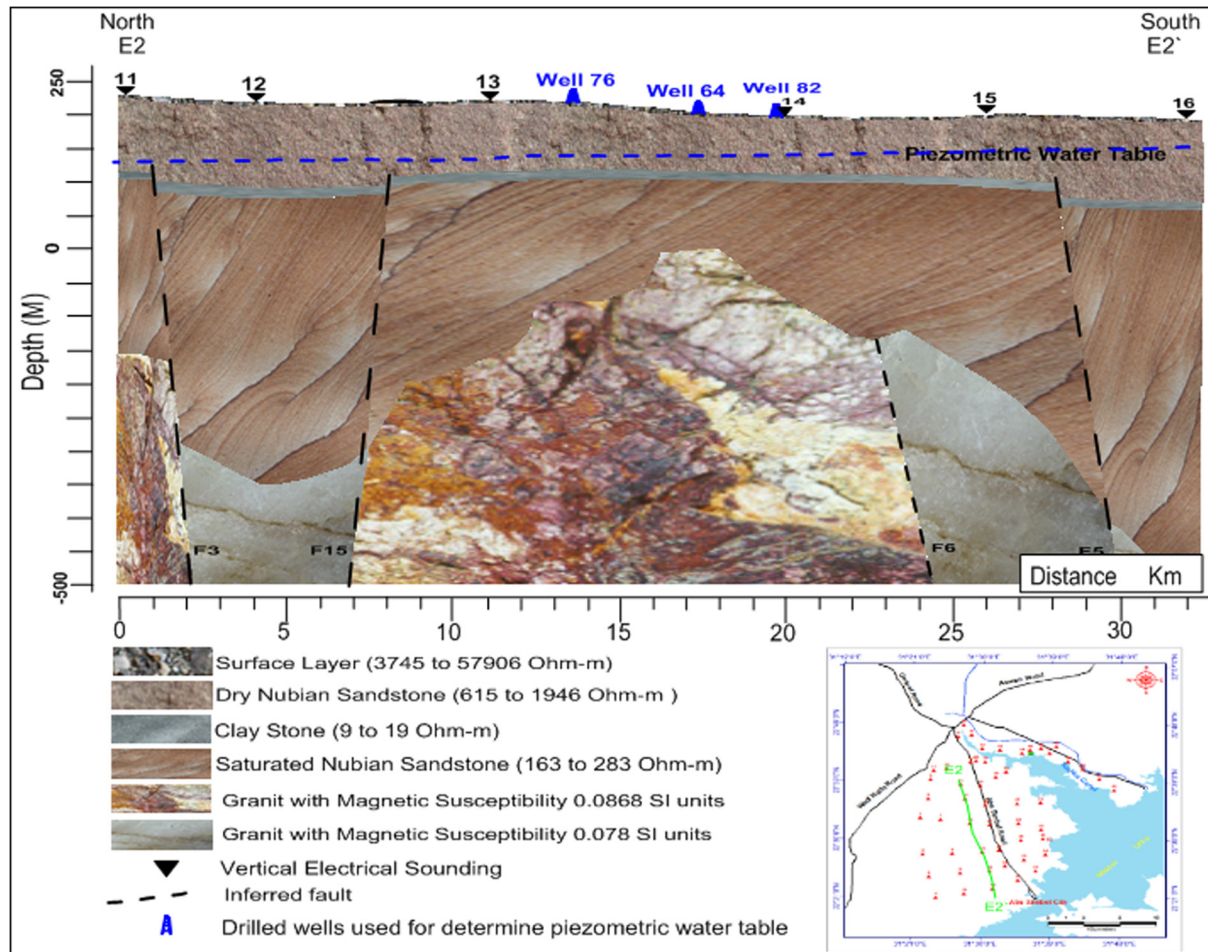 North
E2
South
E2`
250
0
-500
Depth (M)
11
12
13
Well 76
Well 64
Well 82
14
15
16
Piezometric Water Table
F3
F15
F6
F5
Distance Km
0
5
10
15
20
25
30
Surface Layer (3745 to 57906 Ohm-m)
Dry Nubian Sandstone (615 to 1946 Ohm-m )
Clay Stone (9 to 19 Ohm-m)
Saturated Nubian Sandstone (163 to 283 Ohm-m)
Granit with Magnetic Susceptibility 0.0868 SI units
Granit with Magnetic Susceptibility 0.078 SI units
Vertical Electrical Sounding
Inferred fault
Drilled wells used for determine piezometric water table
E2
E2`